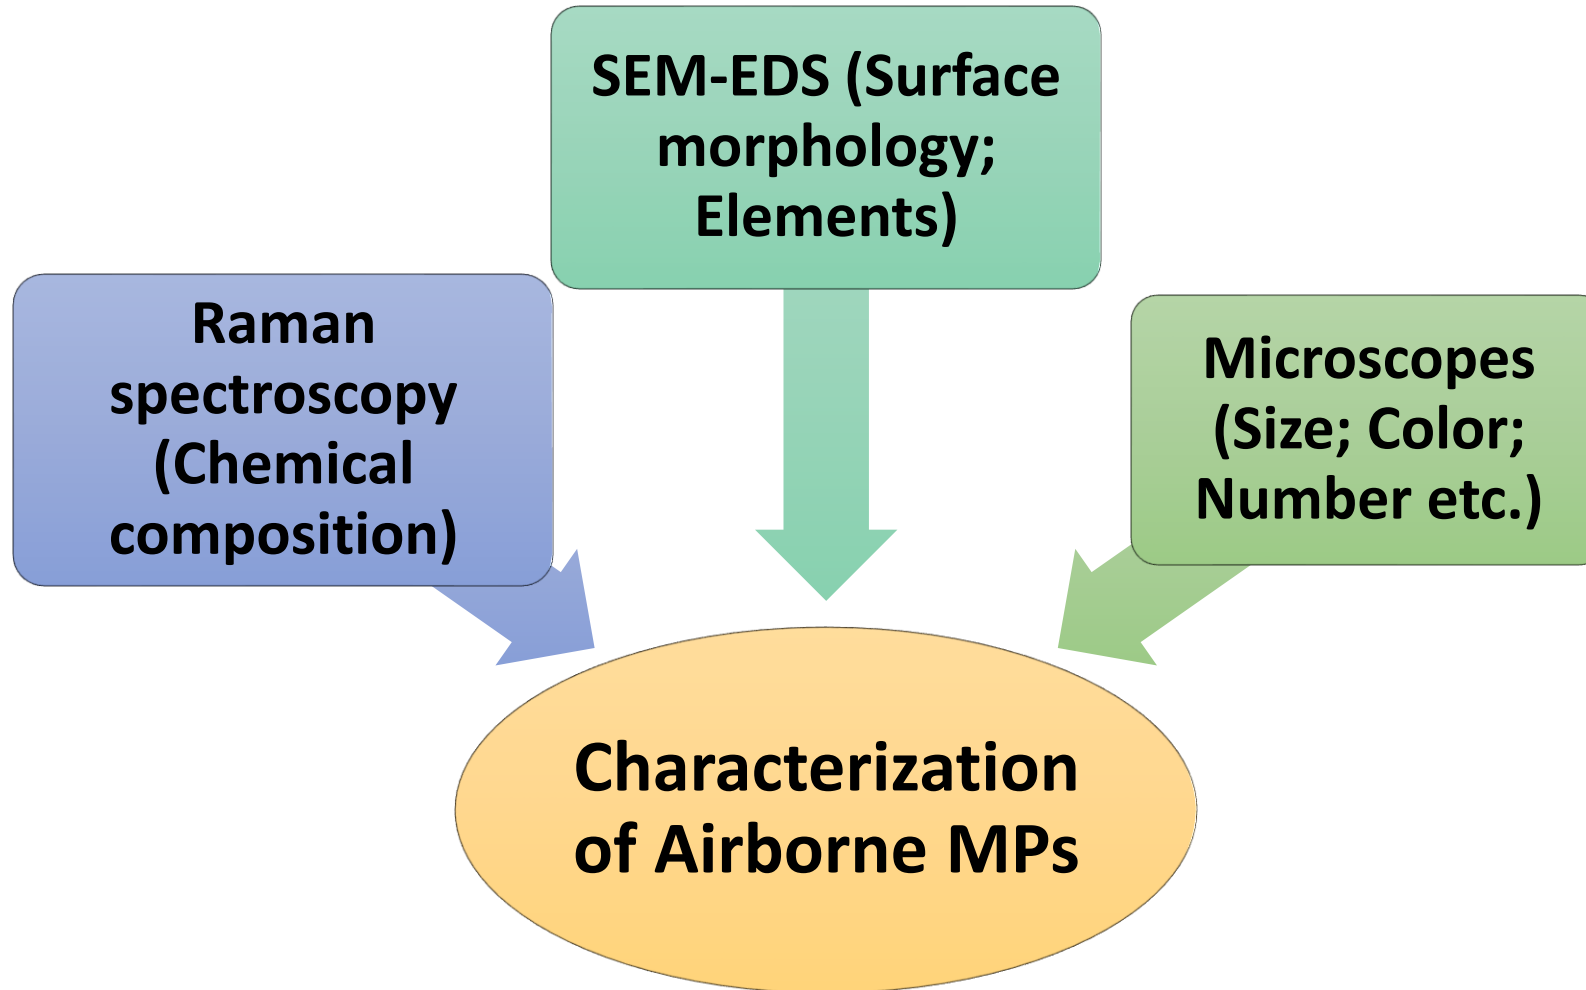 SEM-EDS (Surface
morphology;
Elements)
Raman
spectroscopy
(Chemical
composition)
Microscopes
(Size; Color;
Number etc.)
Characterization
of Airborne MPs